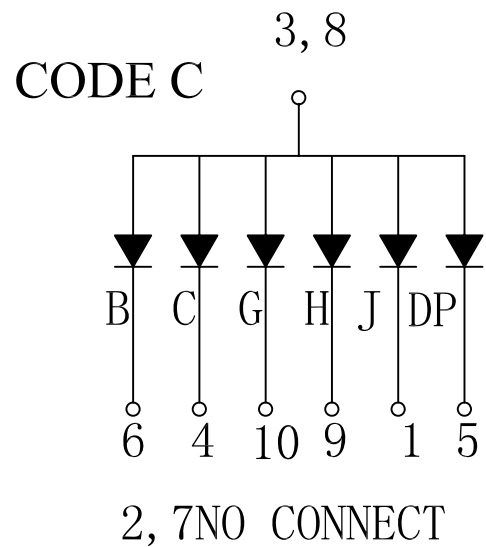 3,8
CODE C
B C G H J DP
6 4 10 9 1 5
2,7NO CONNECT